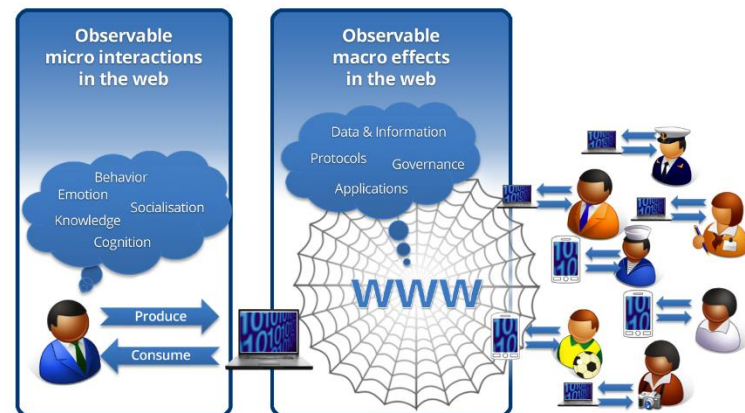 Observable
micro interactions
in the web
Behavior
Emotion
Socialisation
Knowledge
Cognition
Produce
Consume
Observable
macro effects
in the web
Data & Information
Protocols
Governance
Applications
WWW